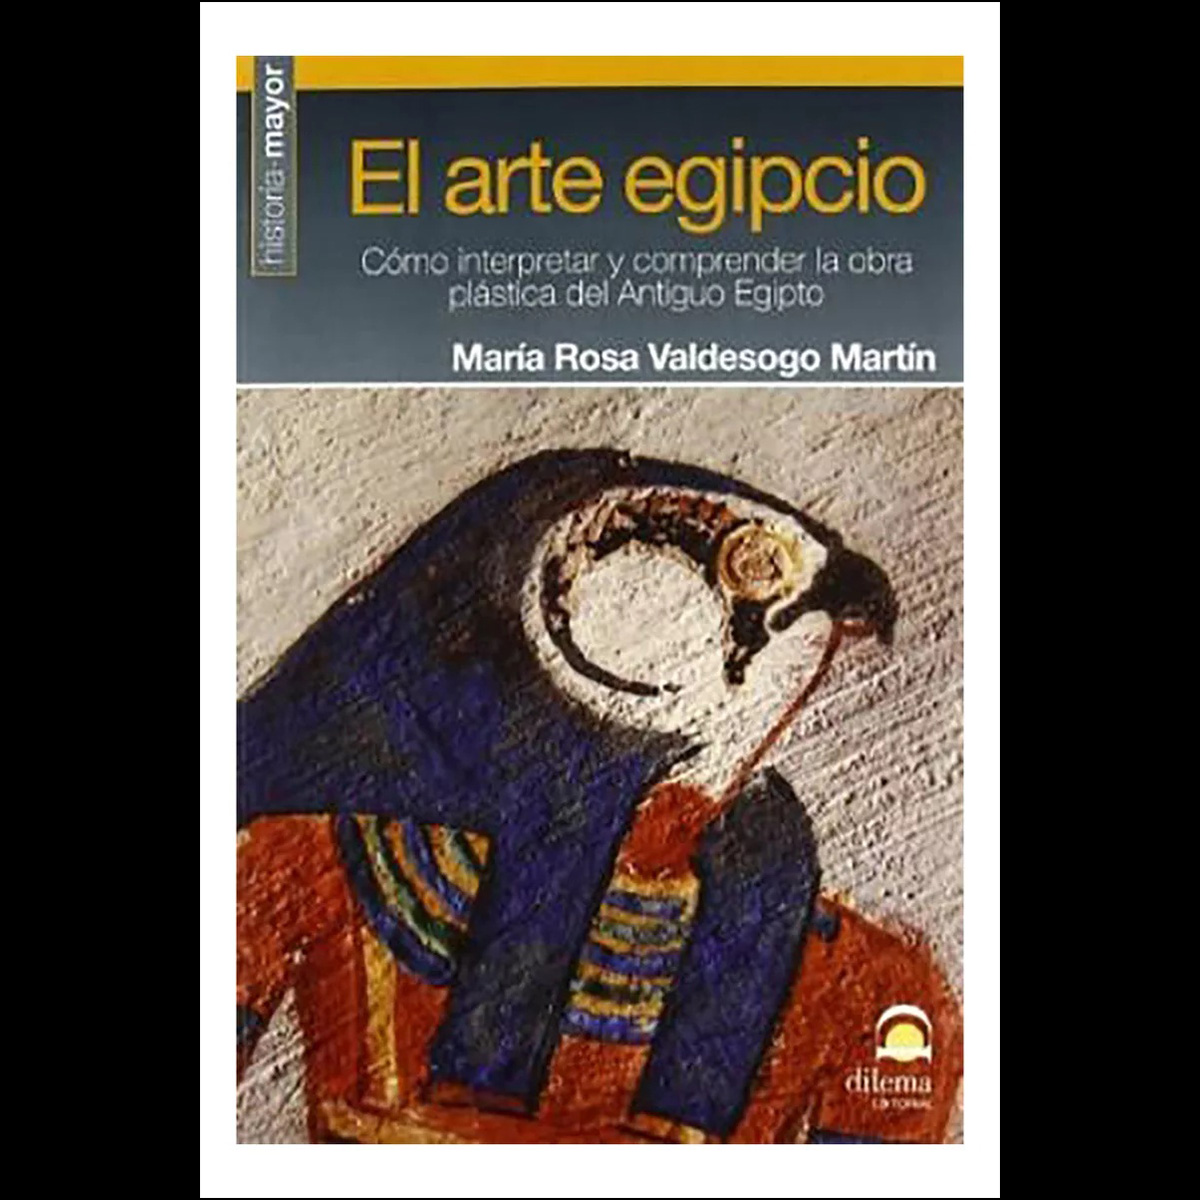 historia-mayor
El arte egipcio
Cómo interpretar y comprender la obra
plástica del Antiguo Egipto
María Rosa Valdesogo Martín
dilema
EDITORIAL